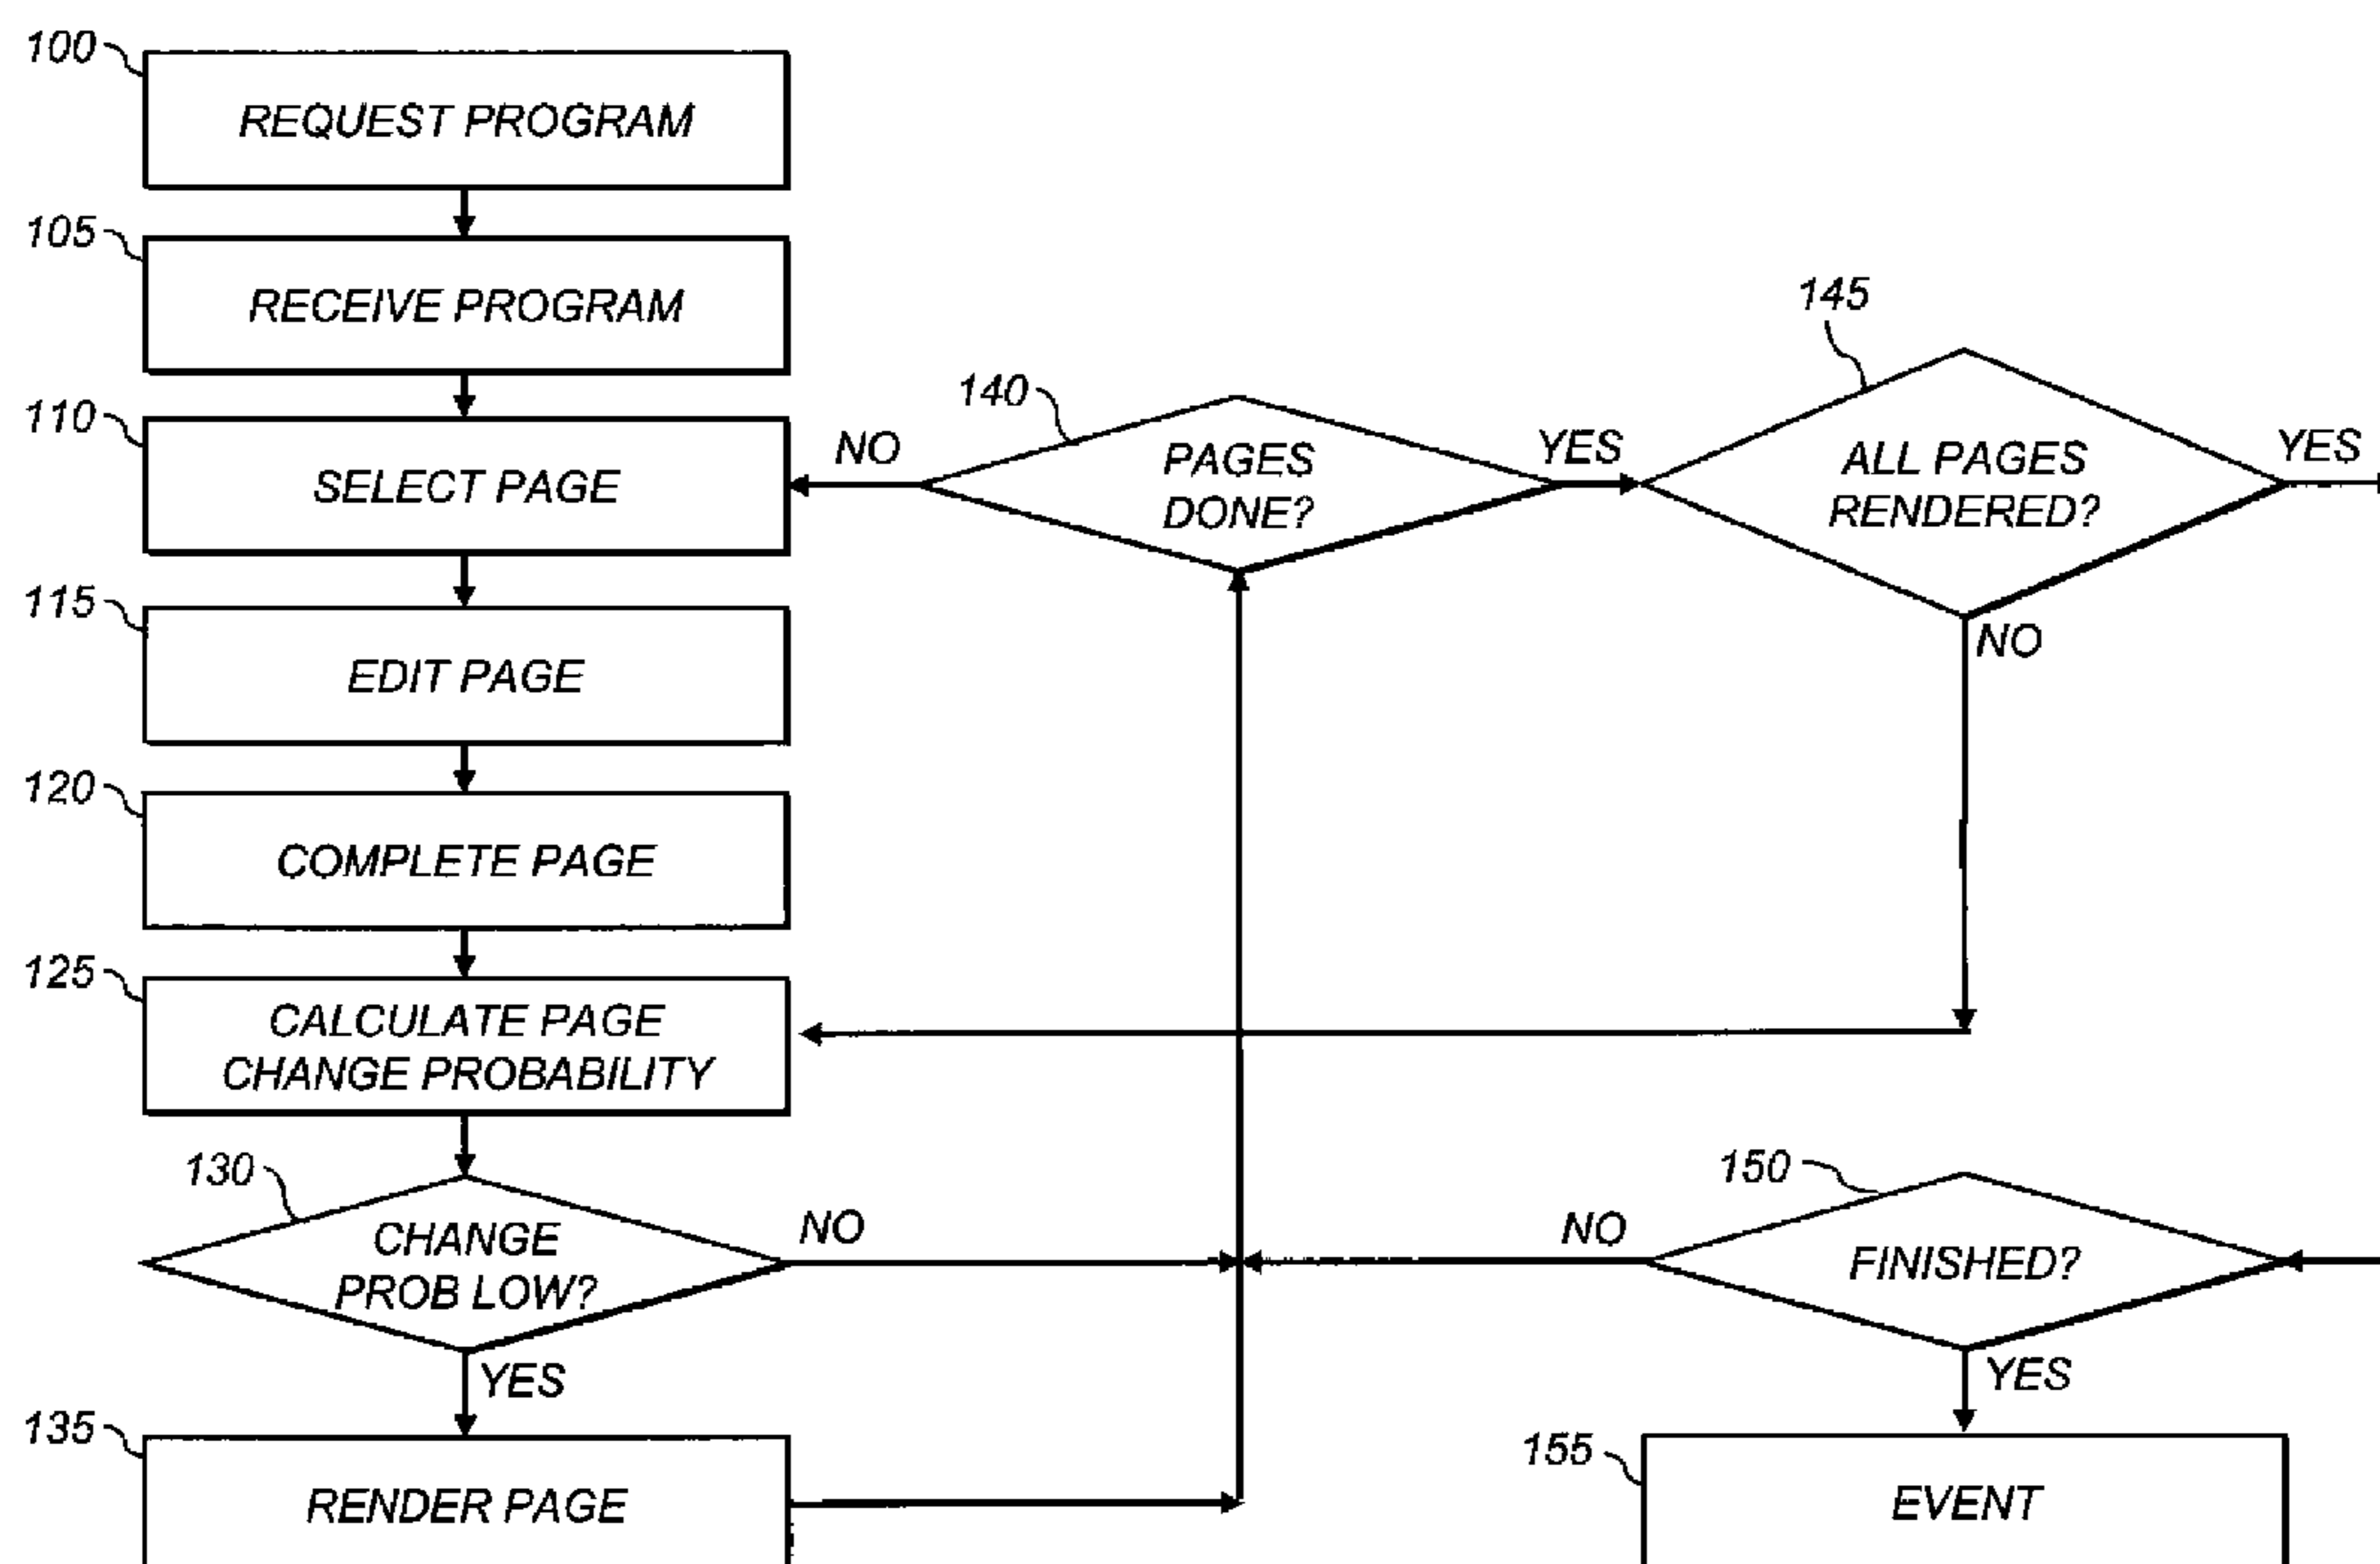 100
REQUEST PROGRAM
105
RECEIVE PROGRAM
110
SELECT PAGE
115
EDIT PAGE
120
COMPLETE PAGE
125
CALCULATE PAGE
CHANGE PROBABILITY
130
CHANGE
PROB LOW?
NO
YES
135
RENDER PAGE
140
PAGES
DONE?
NO
YES
145
ALL PAGES
RENDERED?
YES
NO
150
FINISHED?
NO
YES
155
EVENT